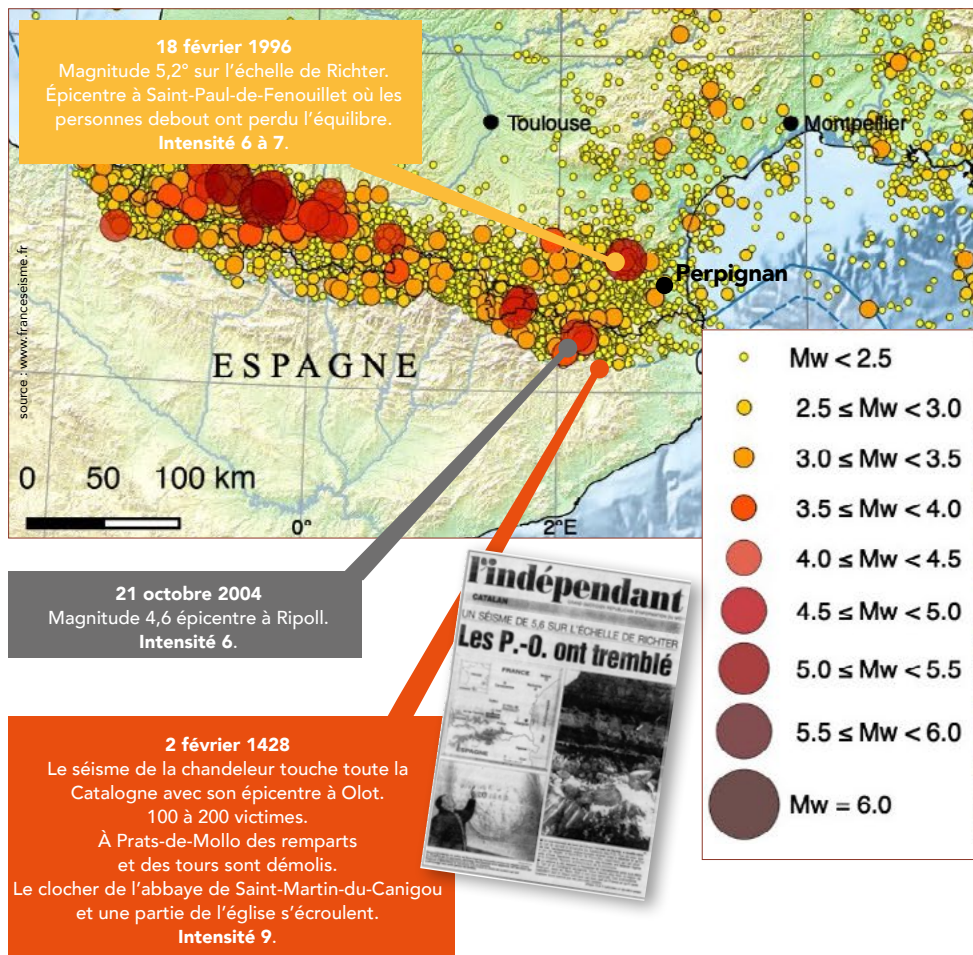 18 février 1996
Magnitude 5,2° sur l'échelle de Richter.
Épicentre à Saint-Paul-de-Fenouillet où les
personnes debout ont perdu l'équilibre.
Intensité 6 à 7.
Toulouse
Montpellier
Perpignan
ESPAGNE
source : www.franceseisme.fr
0 50 100 km
0°
2°E
Mw < 2.5
2.5 ≤ Mw < 3.0
3.0 ≤ Mw < 3.5
3.5 ≤ Mw < 4.0
4.0 ≤ Mw < 4.5
4.5 ≤ Mw < 5.0
5.0 ≤ Mw < 5.5
5.5 ≤ Mw < 6.0
Mw = 6.0
21 octobre 2004
Magnitude 4,6 épicentre à Ripoll.
Intensité 6.
l'indépendant
CATALAN
UN SÉISME DE 5,6 SUR L'ÉCHELLE DE RICHTER
Les P.-O. ont tremblé
FRANCE
ESPAGNE
2 février 1428
Le séisme de la chandeleur touche toute la
Catalogne avec son épicentre à Olot.
100 à 200 victimes.
À Prats-de-Mollo des remparts
et des tours sont démolis.
Le clocher de l'abbaye de Saint-Martin-du-Canigou
et une partie de l'église s'écroulent.
Intensité 9.